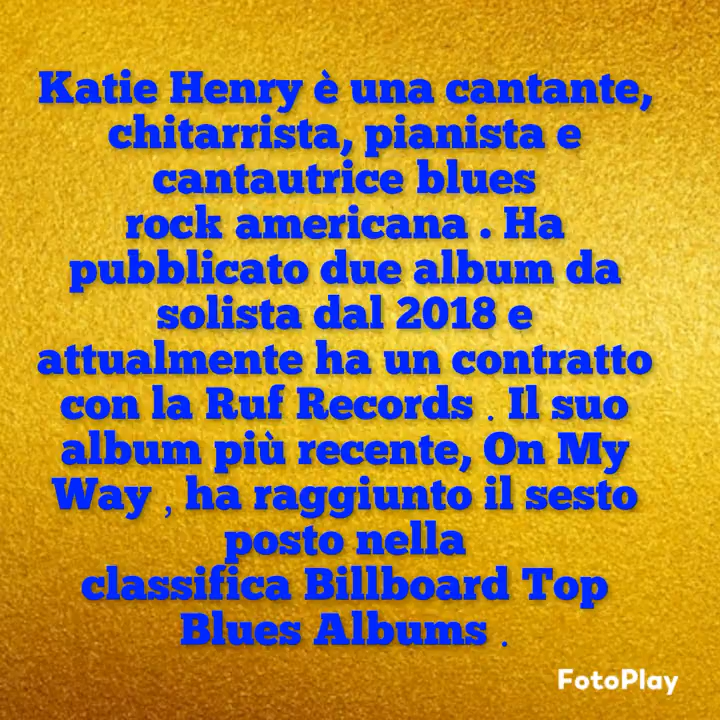 Katie Henry è una cantante,
chitarrista, pianista e
cantautrice blues
rock americana . Ha
pubblicato due album da
solista dal 2018 e
attualmente ha un contratto
con la Ruf Records . Il suo
album più recente, On My
Way , ha raggiunto il sesto
posto nella
classifica Billboard Top
Blues Albums .
FotoPlay